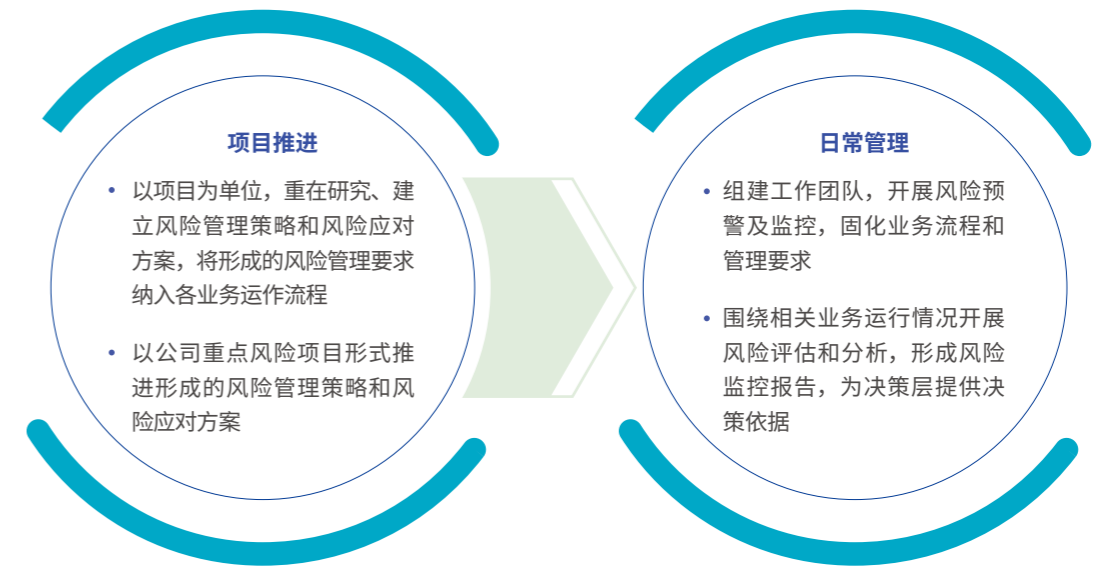 项目推进
• 以项目为单位，重在研究、建
立风险管理策略和风险应对
方案，将形成的风险管理要求
纳入各业务运作流程
• 以公司重点风险项目形式推
进形成的风险管理策略和风
险应对方案
日常管理
• 组建工作团队，开展风险预
警及监控，固化业务流程和
管理要求
• 围绕相关业务运行情况开展
风险评估和分析，形成风险
监控报告，为决策层提供决
策依据